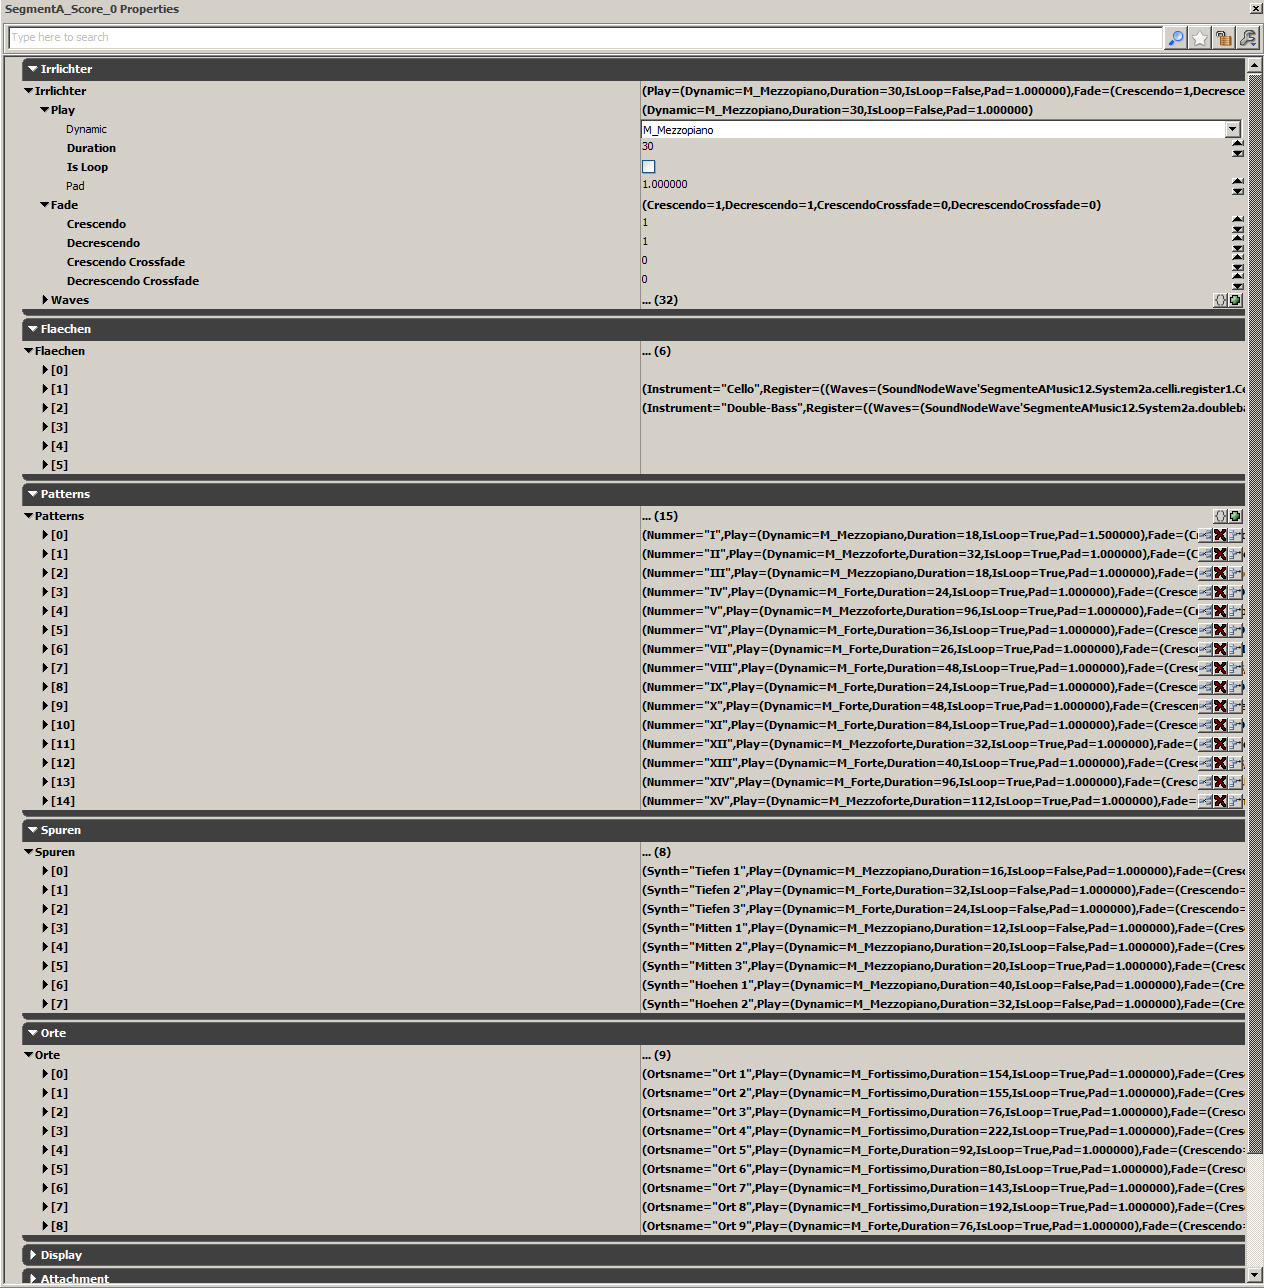 SegmentA_Score_0 Properties
Type here to search
Irrlichter
Irrlichter (Play=(Dynamic=M_Mezzopiano,Duration=30,IsLoop=False,Pad=1.000000),Fade=(Crescendo=1,Decresce
Play (Dynamic=M_Mezzopiano,Duration=30,IsLoop=False,Pad=1.000000)
Dynamic M_Mezzopiano
Duration 30
Is Loop
Pad 1.000000
Fade (Crescendo=1,Decrescendo=1,CrescendoCrossfade=0,DecrescendoCrossfade=0)
Crescendo 1
Decrescendo 1
Crescendo Crossfade 0
Decrescendo Crossfade 0
Waves ... (32)
Flaechen
Flaechen ... (6)
[0]
[1] (Instrument="Cello",Register=((Waves=(SoundNodeWave'SegmenteAMusic12.System2a.celli.register1.Ce
[2] (Instrument="Double-Bass",Register=((Waves=(SoundNodeWave'SegmenteAMusic12.System2a.doubleba
[3]
[4]
[5]
Patterns
Patterns ... (15)
[0] (Nummer="I",Play=(Dynamic=M_Mezzopiano,Duration=18,IsLoop=True,Pad=1.500000),Fade=(C
[1] (Nummer="II",Play=(Dynamic=M_Mezzoforte,Duration=32,IsLoop=True,Pad=1.000000),Fade=(C
[2] (Nummer="III",Play=(Dynamic=M_Mezzopiano,Duration=18,IsLoop=True,Pad=1.000000),Fade=(
[3] (Nummer="IV",Play=(Dynamic=M_Forte,Duration=24,IsLoop=True,Pad=1.000000),Fade=(Cresce
[4] (Nummer="V",Play=(Dynamic=M_Mezzoforte,Duration=96,IsLoop=True,Pad=1.000000),Fade=(C
[5] (Nummer="VI",Play=(Dynamic=M_Forte,Duration=36,IsLoop=True,Pad=1.000000),Fade=(Cresce
[6] (Nummer="VII",Play=(Dynamic=M_Forte,Duration=26,IsLoop=True,Pad=1.000000),Fade=(Cresc
[7] (Nummer="VIII",Play=(Dynamic=M_Forte,Duration=48,IsLoop=True,Pad=1.000000),Fade=(Cresc
[8] (Nummer="IX",Play=(Dynamic=M_Forte,Duration=24,IsLoop=True,Pad=1.000000),Fade=(Cresce
[9] (Nummer="X",Play=(Dynamic=M_Forte,Duration=48,IsLoop=True,Pad=1.000000),Fade=(Crescen
[10] (Nummer="XI",Play=(Dynamic=M_Forte,Duration=84,IsLoop=True,Pad=1.000000),Fade=(Cresce
[11] (Nummer="XII",Play=(Dynamic=M_Mezzoforte,Duration=32,IsLoop=True,Pad=1.000000),Fade=(
[12] (Nummer="XIII",Play=(Dynamic=M_Forte,Duration=40,IsLoop=True,Pad=1.000000),Fade=(Cresc
[13] (Nummer="XIV",Play=(Dynamic=M_Forte,Duration=96,IsLoop=True,Pad=1.000000),Fade=(Cresc
[14] (Nummer="XV",Play=(Dynamic=M_Mezzoforte,Duration=112,IsLoop=True,Pad=1.000000),Fade=
Spuren
Spuren ... (8)
[0] (Synth="Tiefen 1",Play=(Dynamic=M_Mezzopiano,Duration=16,IsLoop=False,Pad=1.000000),Fade=(Cresc
[1] (Synth="Tiefen 2",Play=(Dynamic=M_Forte,Duration=32,IsLoop=False,Pad=1.000000),Fade=(Crescendo=
[2] (Synth="Tiefen 3",Play=(Dynamic=M_Forte,Duration=24,IsLoop=False,Pad=1.000000),Fade=(Crescendo=
[3] (Synth="Mitten 1",Play=(Dynamic=M_Mezzopiano,Duration=12,IsLoop=False,Pad=1.000000),Fade=(Cres
[4] (Synth="Mitten 2",Play=(Dynamic=M_Mezzopiano,Duration=20,IsLoop=False,Pad=1.000000),Fade=(Cres
[5] (Synth="Mitten 3",Play=(Dynamic=M_Mezzopiano,Duration=20,IsLoop=True,Pad=1.000000),Fade=(Cresc
[6] (Synth="Hoehen 1",Play=(Dynamic=M_Mezzopiano,Duration=40,IsLoop=False,Pad=1.000000),Fade=(Cre
[7] (Synth="Hoehen 2",Play=(Dynamic=M_Mezzopiano,Duration=32,IsLoop=False,Pad=1.000000),Fade=(Cre
Orte
Orte ... (9)
[0] (Ortsname="Ort 1",Play=(Dynamic=M_Fortissimo,Duration=154,IsLoop=True,Pad=1.000000),Fade=(Cres
[1] (Ortsname="Ort 2",Play=(Dynamic=M_Fortissimo,Duration=155,IsLoop=True,Pad=1.000000),Fade=(Cres
[2] (Ortsname="Ort 3",Play=(Dynamic=M_Fortissimo,Duration=76,IsLoop=True,Pad=1.000000),Fade=(Cresc
[3] (Ortsname="Ort 4",Play=(Dynamic=M_Fortissimo,Duration=222,IsLoop=True,Pad=1.000000),Fade=(Cres
[4] (Ortsname="Ort 5",Play=(Dynamic=M_Forte,Duration=92,IsLoop=True,Pad=1.000000),Fade=(Crescendo
[5] (Ortsname="Ort 6",Play=(Dynamic=M_Fortissimo,Duration=80,IsLoop=True,Pad=1.000000),Fade=(Cresc
[6] (Ortsname="Ort 7",Play=(Dynamic=M_Fortissimo,Duration=143,IsLoop=True,Pad=1.000000),Fade=(Cres
[7] (Ortsname="Ort 8",Play=(Dynamic=M_Fortissimo,Duration=192,IsLoop=True,Pad=1.000000),Fade=(Cres
[8] (Ortsname="Ort 9",Play=(Dynamic=M_Forte,Duration=76,IsLoop=True,Pad=1.000000),Fade=(Crescendo=
Display
Attachment